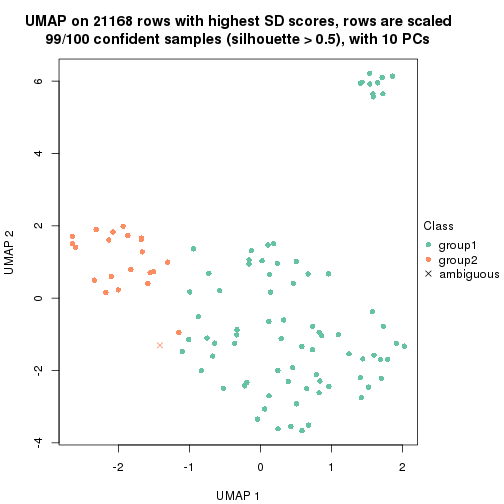 UMAP on 21168 rows with highest SD scores, rows are scaled
99/100 confident samples (silhouette > 0.5), with 10 PCs
6
4
2
0
-2
-4
UMAP 2
-2
-1
0
1
2
UMAP 1
Class
group1
group2
ambiguous